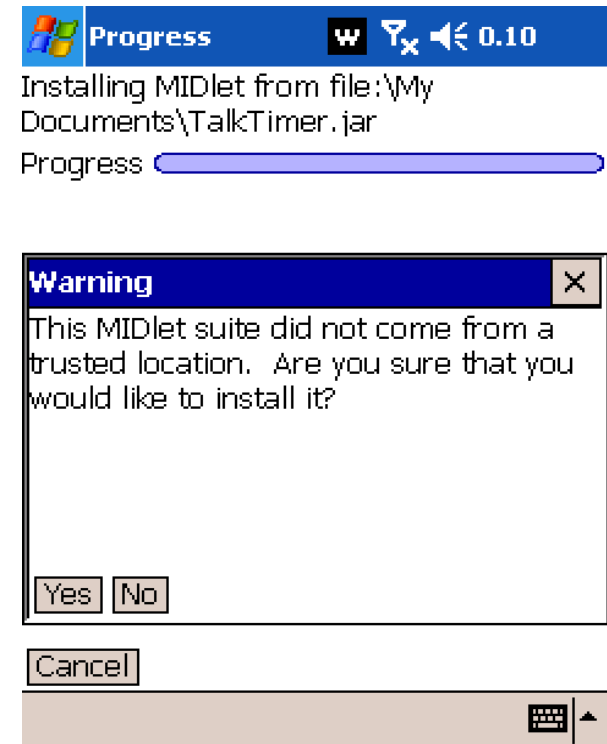 Progress W 0.10
Installing MIDlet from file:\My
Documents\TalkTimer.jar
Progress
Warning
This MIDlet suite did not come from a
trusted location. Are you sure that you
would like to install it?
Yes No
Cancel